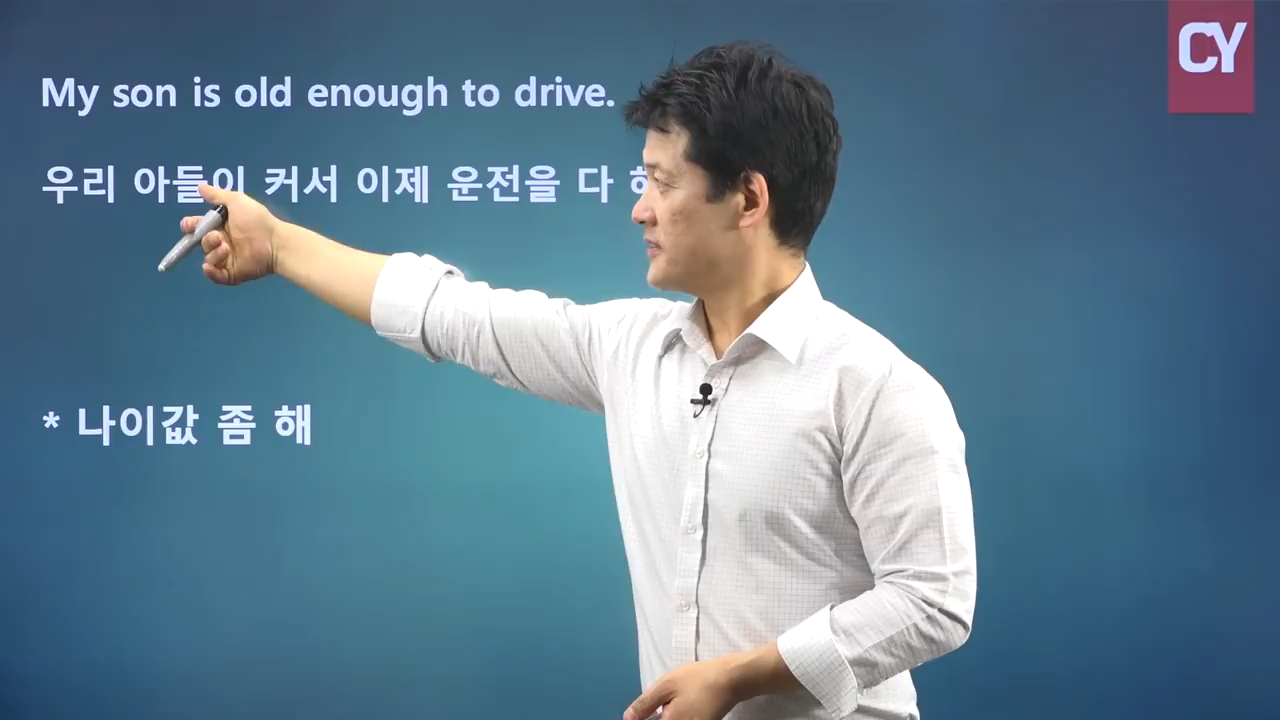 CY
My son is old enough to drive.
우리 아들이 커서 이제 운전을 다
* 나이값 좀 해